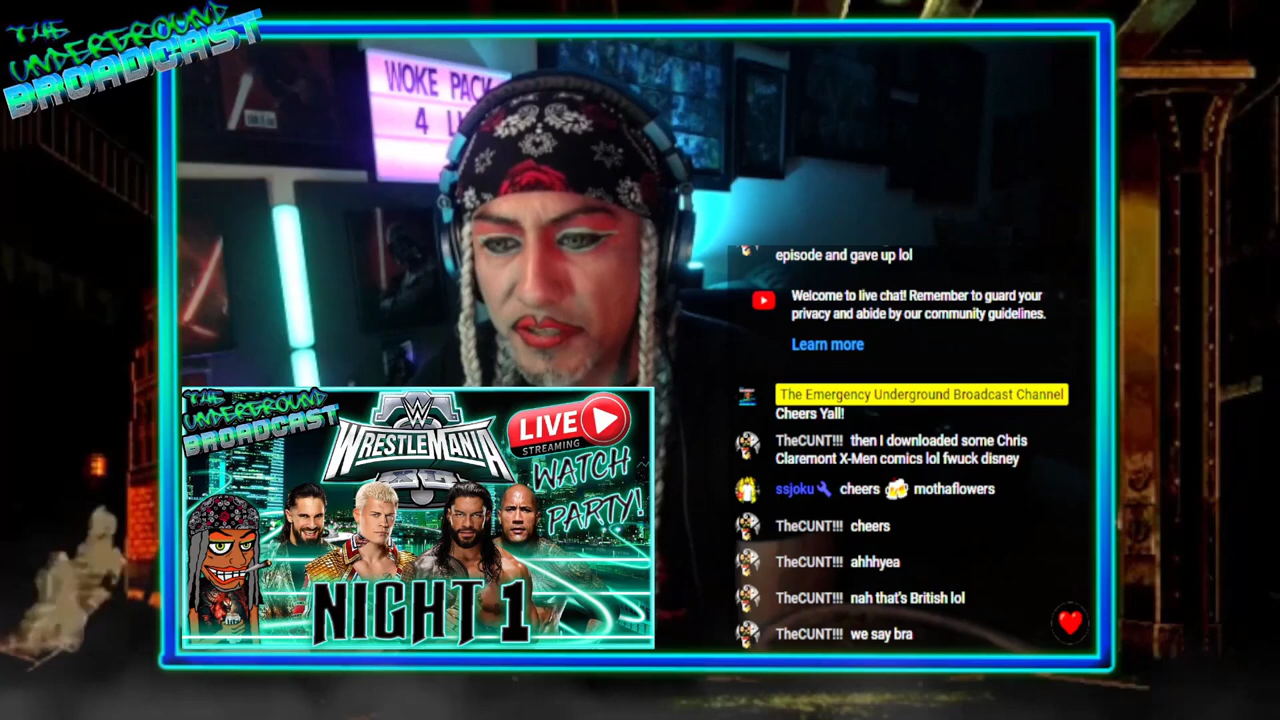 THE
UNDERGROUND
BROADCAST
WOKE PACK
4 L
episode and gave up lol
Welcome to live chat! Remember to guard your
privacy and abide by our community guidelines.
Learn more
The Emergency Underground Broadcast Channel
Cheers Yall!
TheCUNT!!! then I downloaded some Chris
Claremont X-Men comics lol fwuck disney
ssjoku cheers mothaflowers
TheCUNT!!! cheers
TheCUNT!!! ahhhyea
TheCUNT!!! nah that's British lol
TheCUNT!!! we say bra
THE
UNDERGROUND
BROADCAST
W
WRESTLEMANIA
LIVE
STREAMING
WATCH
PARTY!
NIGHT 1